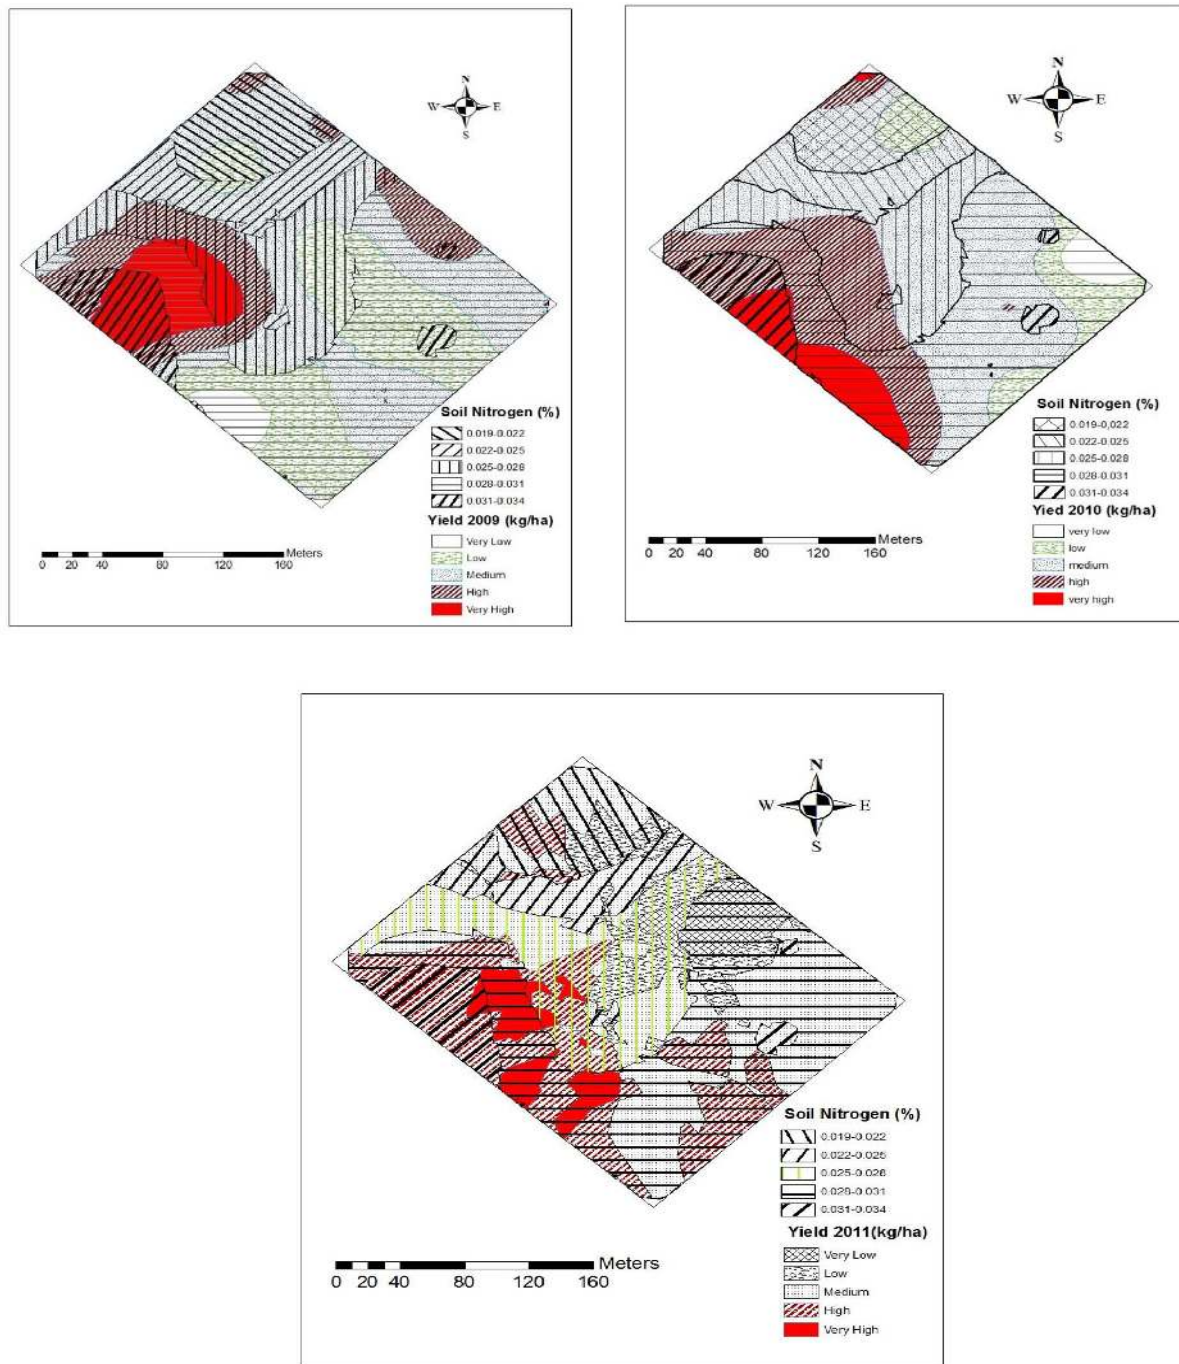 N
W E
S
Soil Nitrogen (%)
0.019-0.022
0.022-0.025
0.025-0.028
0.028-0.031
0.031-0.034
Yield 2009 (kg/ha)
Very Low
Low
Medium
High
Very High
Meters
0 20 40 80 120 160
N
W E
S
Soil Nitrogen (%)
0.019-0,022
0.022-0.025
0.025-0.028
0.028-0.031
0.031-0.034
Yied 2010 (kg/ha)
very low
low
medium
high
very high
Meters
0 20 40 80 120 160
N
W E
S
Soil Nitrogen (%)
0.019-0.022
0.022-0.025
0.025-0.028
0.028-0.031
0.031-0.034
Yield 2011(kg/ha)
Very Low
Low
Medium
High
Very High
Meters
0 20 40 80 120 160